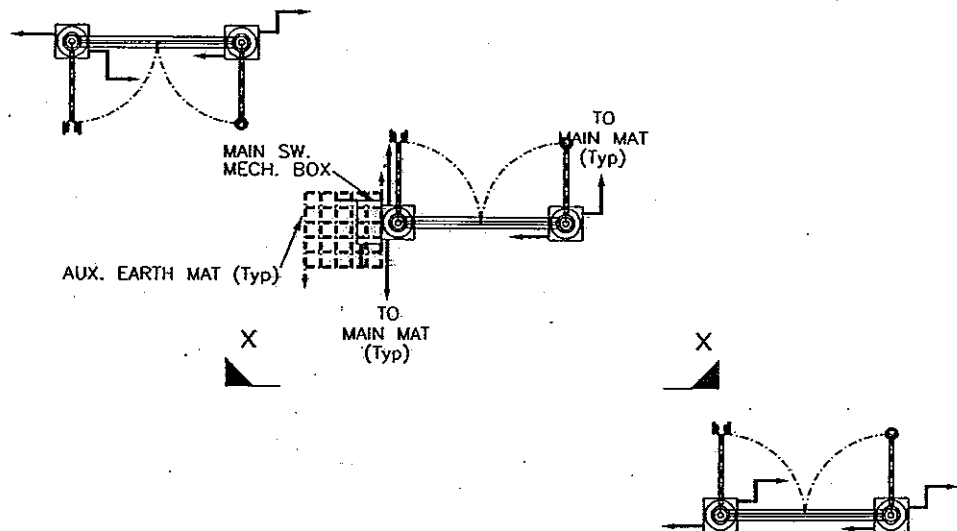 TO
MAIN MAT
(Typ)
MAIN SW.
MECH. BOX
AUX. EARTH MAT (Typ)
TO
MAIN MAT
(Typ)
X
X